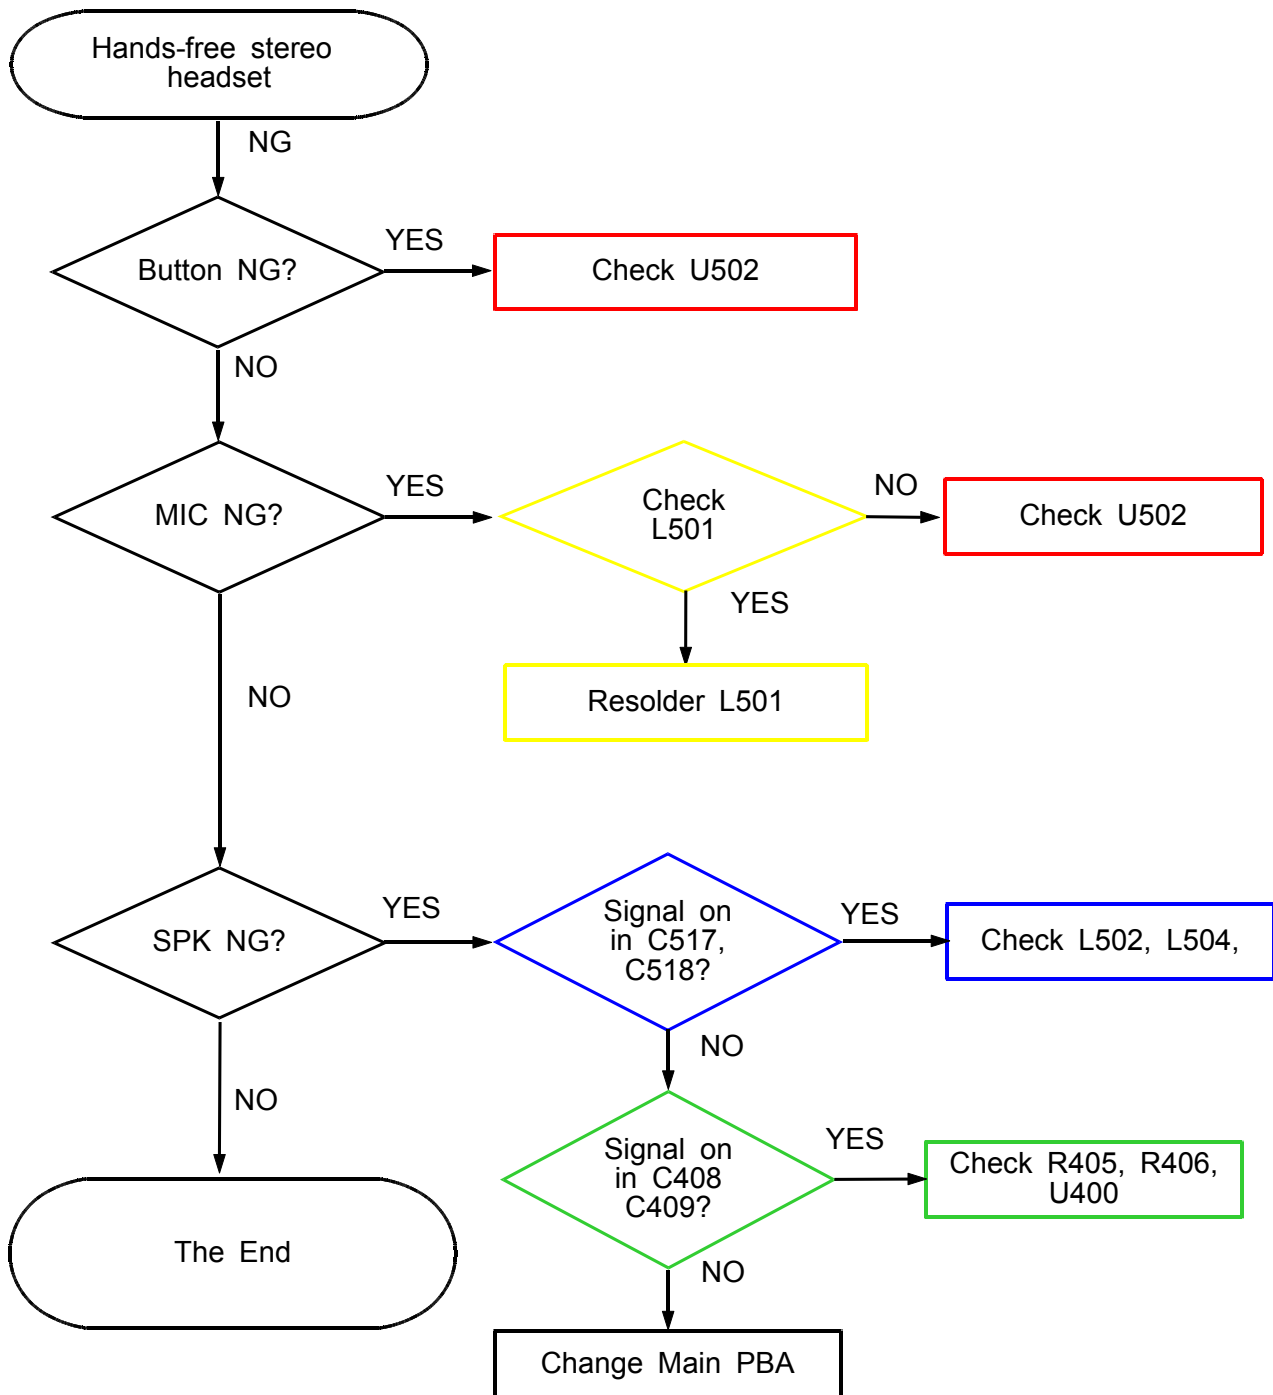 Hands-free stereo
headset
NG
Button NG?
YES
Check U502
NO
MIC NG?
YES
Check
L501
NO
Check U502
YES
Resolder L501
NO
SPK NG?
YES
Signal on
in C517,
C518?
YES
Check L502, L504,
NO
NO
Signal on
in C408
C409?
YES
Check R405, R406,
U400
The End
NO
Change Main PBA